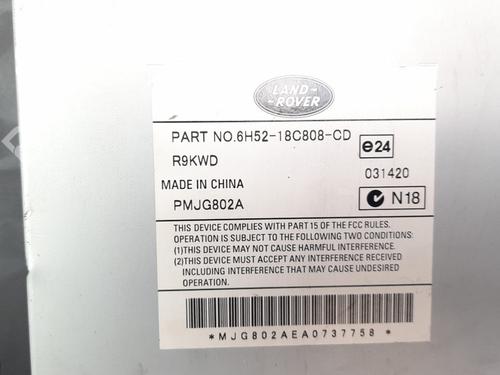 LAND-
ROVER
PART NO.6H52-18C808-CD
e24
R9KWD
031420
MADE IN CHINA
N18
PMJG802A
THIS DEVICE COMPLIES WITH PART 15 OF THE FCC RULES.
OPERATION IS SUBJECT TO THE FOLLOWING TWO CONDITIONS:
(1)THIS DEVICE MAY NOT CAUSE HARMFUL INTERFERENCE.
(2)THIS DEVICE MUST ACCEPT ANY INTERFERENCE RECEIVED
INCLUDING INTERFERENCE THAT MAY CAUSE UNDESIRED
OPERATION.
*MJG802AEA0737758*